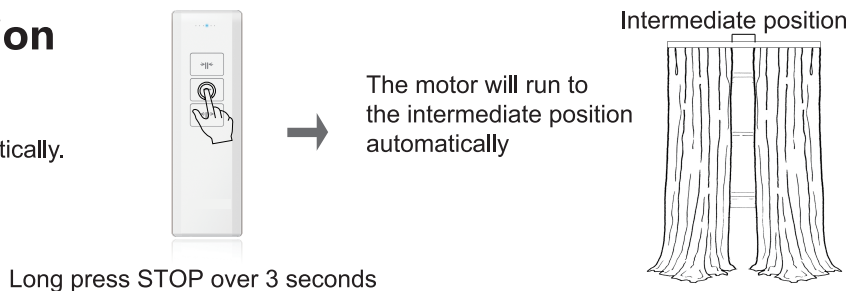 on
tically.
The motor will run to
the intermediate position
automatically
Intermediate position
Long press STOP over 3 seconds